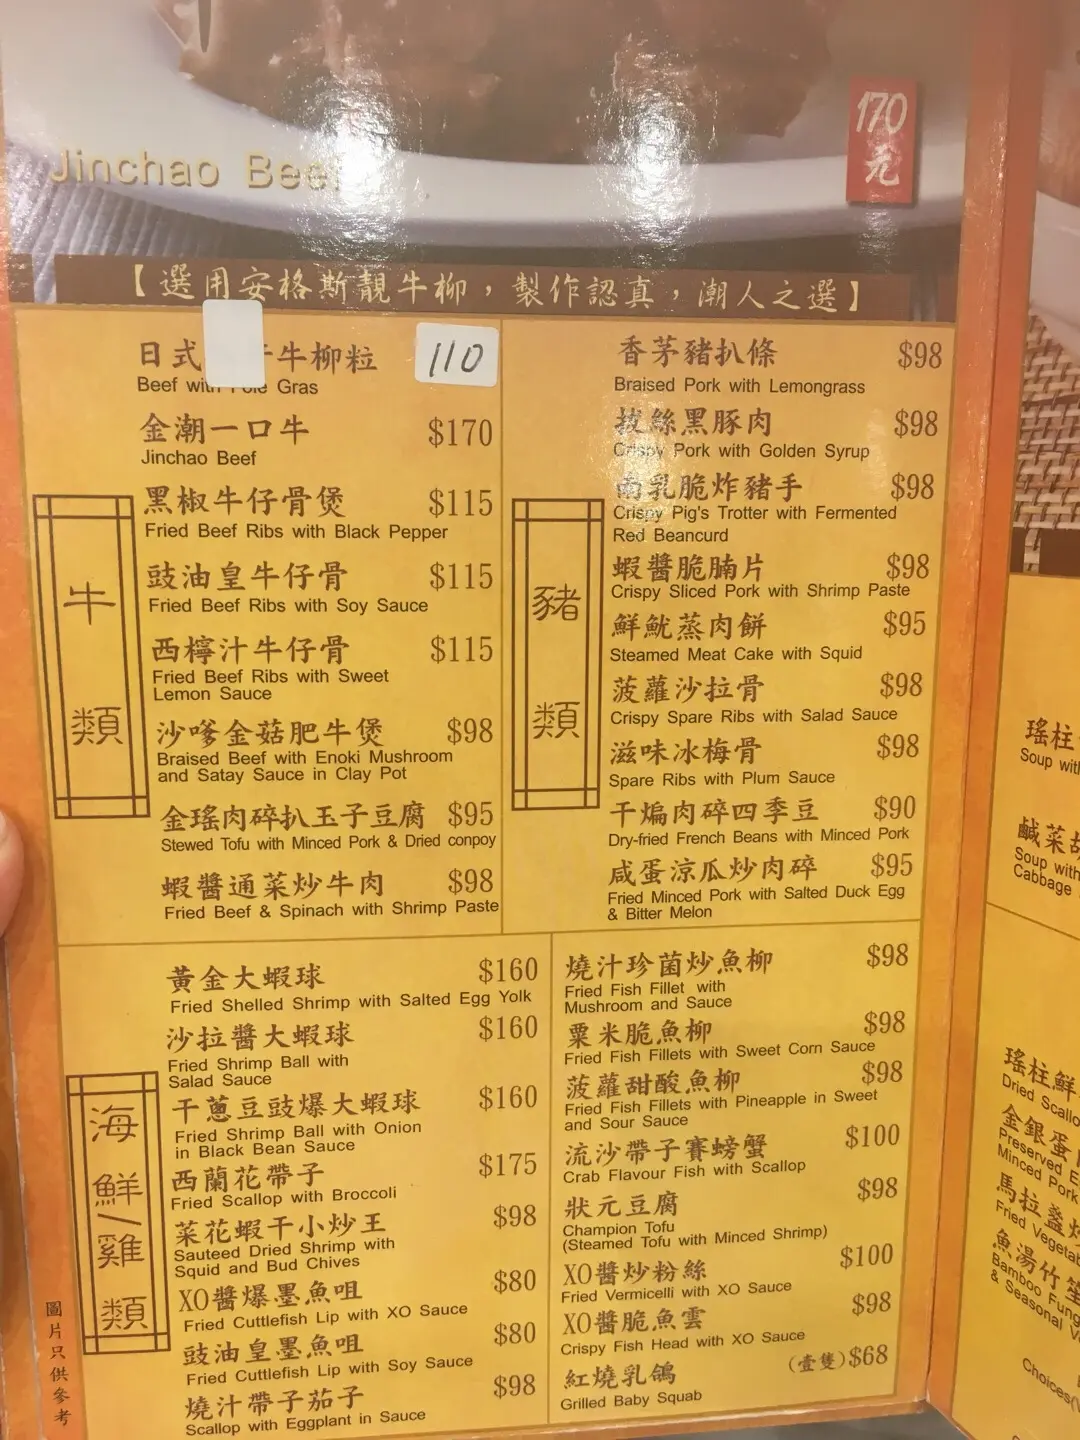 Jinchao Beef
170
元
【選用安格斯靚牛柳，製作認真，潮人之選】
日式 牛柳粒 110
Beef with Foie Gras
金潮一口牛 $170
Jinchao Beef
黑椒牛仔骨煲 $115
Fried Beef Ribs with Black Pepper
豉油皇牛仔骨 $115
Fried Beef Ribs with Soy Sauce
西檸汁牛仔骨 $115
Fried Beef Ribs with Sweet
Lemon Sauce
沙嗲金菇肥牛煲 $98
Braised Beef with Enoki Mushroom
and Satay Sauce in Clay Pot
金瑤肉碎扒玉子豆腐 $95
Stewed Tofu with Minced Pork & Dried conpoy
蝦醬通菜炒牛肉 $98
Fried Beef & Spinach with Shrimp Paste
牛類
香茅豬扒條 $98
Braised Pork with Lemongrass
拔絲黑豚肉 $98
Crispy Pork with Golden Syrup
南乳脆炸豬手 $98
Crispy Pig's Trotter with Fermented
Red Beancurd
蝦醬脆腩片 $98
Crispy Sliced Pork with Shrimp Paste
鮮魷蒸肉餅 $95
Steamed Meat Cake with Squid
菠蘿沙拉骨 $98
Crispy Spare Ribs with Salad Sauce
滋味冰梅骨 $98
Spare Ribs with Plum Sauce
干煸肉碎四季豆 $90
Dry-fried French Beans with Minced Pork
咸蛋涼瓜炒肉碎 $95
Fried Minced Pork with Salted Duck Egg
& Bitter Melon
豬類
黃金大蝦球 $160
Fried Shelled Shrimp with Salted Egg Yolk
沙拉醬大蝦球 $160
Fried Shrimp Ball with
Salad Sauce
干蔥豆豉爆大蝦球 $160
Fried Shrimp Ball with Onion
in Black Bean Sauce
西蘭花帶子 $175
Fried Scallop with Broccoli
菜花蝦干小炒王 $98
Sauteed Dried Shrimp with
Squid and Bud Chives
XO醬爆墨魚咀 $80
Fried Cuttlefish Lip with XO Sauce
豉油皇墨魚咀 $80
Fried Cuttlefish Lip with Soy Sauce
燒汁帶子茄子 $98
Scallop with Eggplant in Sauce
海鮮/雞類
圖片只供參考
燒汁珍菌炒魚柳 $98
Fried Fish Fillet with
Mushroom and Sauce
粟米脆魚柳 $98
Fried Fish Fillets with Sweet Corn Sauce
菠蘿甜酸魚柳 $98
Fried Fish Fillets with Pineapple in Sweet
and Sour Sauce
流沙帶子賽螃蟹 $100
Crab Flavour Fish with Scallop
狀元豆腐 $98
Champion Tofu
(Steamed Tofu with Minced Shrimp)
XO醬炒粉絲 $100
Fried Vermicelli with XO Sauce
XO醬脆魚雲 $98
Crispy Fish Head with XO Sauce
紅燒乳鴿 (壹隻)$68
Grilled Baby Squab
瑤柱
Soup with
鹹菜
Soup with
Cabbage
瑤柱鮮
Dried Scallo
金銀蛋
Preserved E
Minced Pork
馬拉盞炒
Fried Vegetab
魚湯竹笙
Bamboo Fung
& Seasonal V
Choices(